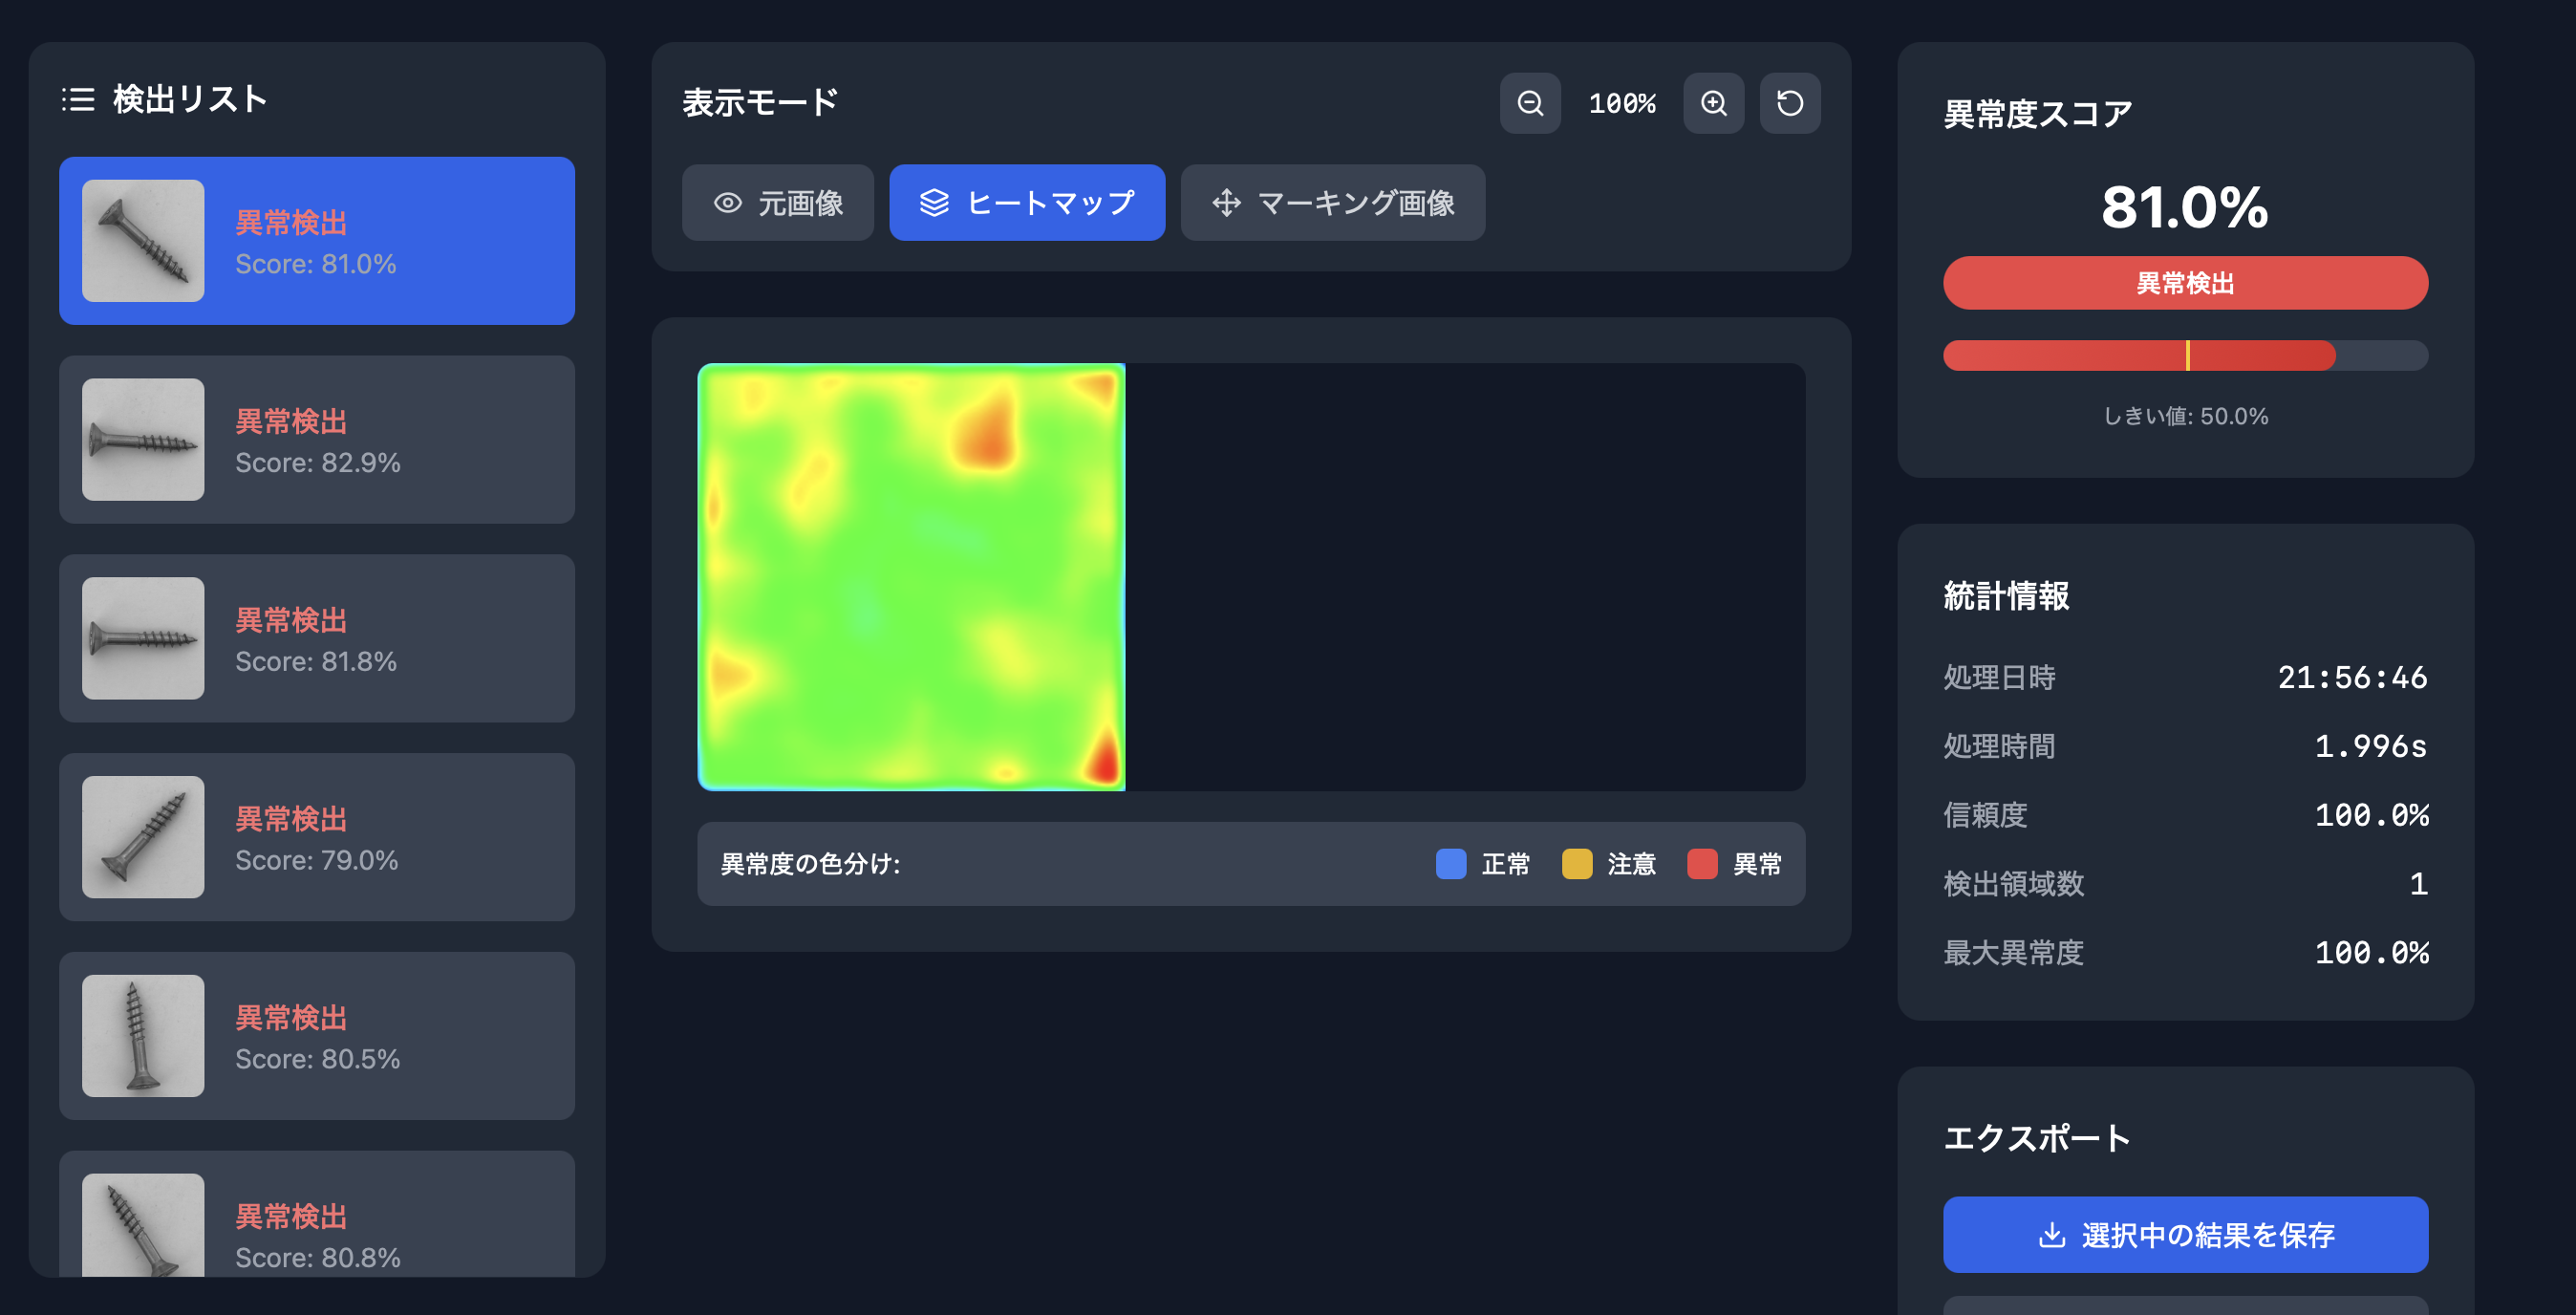 検出リスト
異常検出
Score: 81.0%
異常検出
Score: 82.9%
異常検出
Score: 81.8%
異常検出
Score: 79.0%
異常検出
Score: 80.5%
異常検出
Score: 80.8%
表示モード
100%
元画像
ヒートマップ
マーキング画像
異常度の色分け:
正常
注意
異常
異常度スコア
81.0%
異常検出
しきい値: 50.0%
統計情報
処理日時 21:56:46
処理時間 1.996s
信頼度 100.0%
検出領域数 1
最大異常度 100.0%
エクスポート
選択中の結果を保存